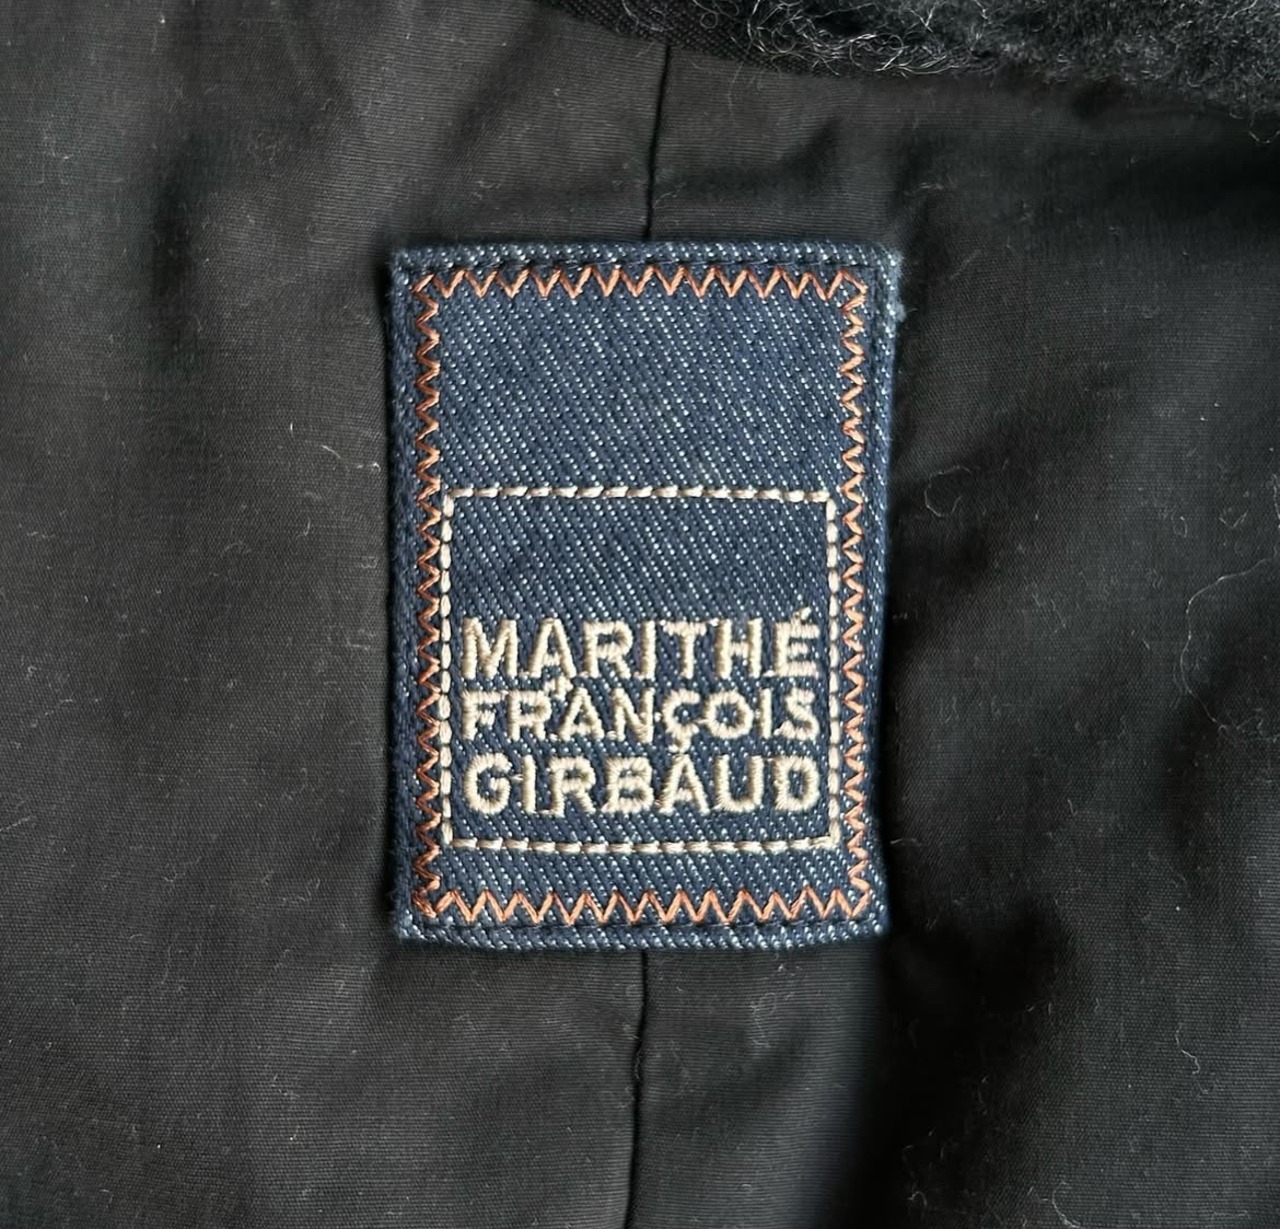 MARITHÉ
+
FRANÇOIS
GIRBAUD